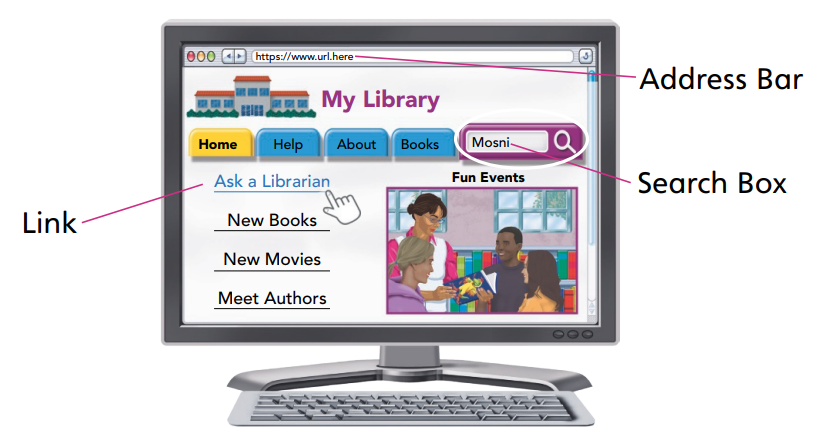 https://www.url.here
Address Bar
My Library
Home Help About Books Mosni
Search Box
Ask a Librarian
Fun Events
Link
New Books
New Movies
Meet Authors